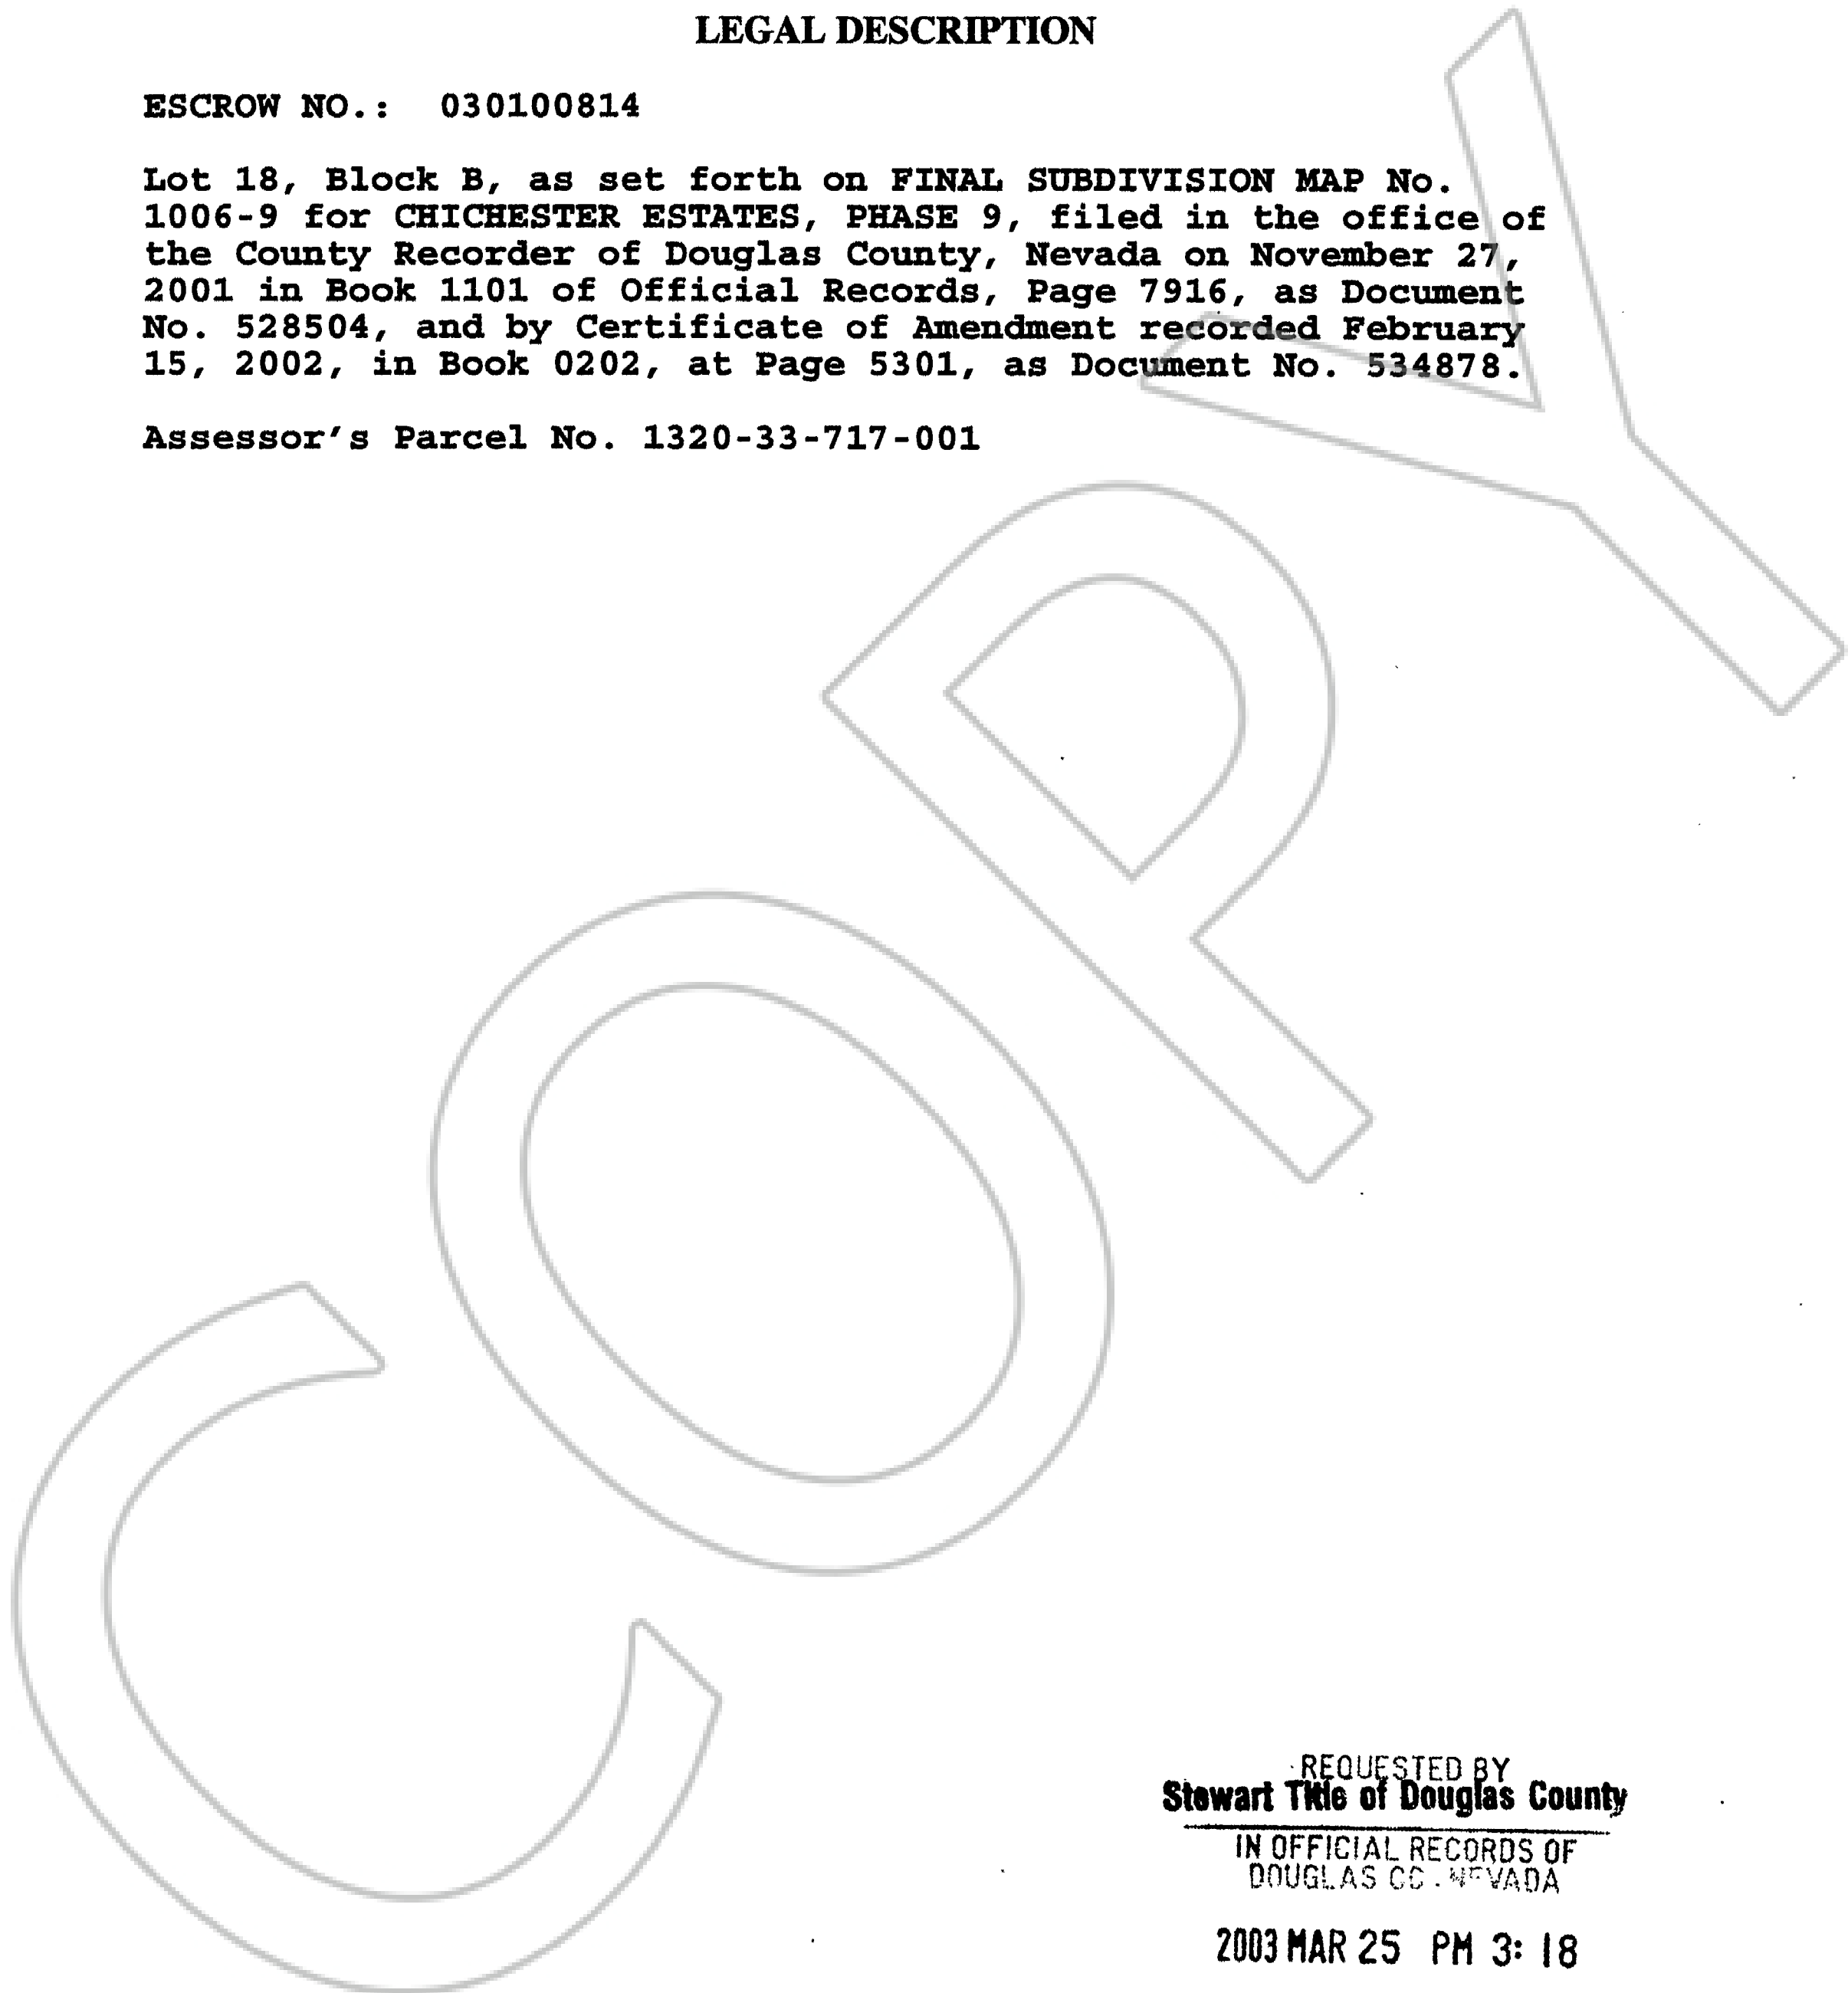 LEGAL DESCRIPTION
ESCROW NO.: 030100814
Lot 18, Block B, as set forth on FINAL SUBDIVISION MAP No.
1006-9 for CHICHESTER ESTATES, PHASE 9, filed in the office of
the County Recorder of Douglas County, Nevada on November 27,
2001 in Book 1101 of Official Records, Page 7916, as Document
No. 528504, and by Certificate of Amendment recorded February
15, 2002, in Book 0202, at Page 5301, as Document No. 534878.
Assessor's Parcel No. 1320-33-717-001
COPY
REQUESTED BY
Stewart Title of Douglas County
IN OFFICIAL RECORDS OF
DOUGLAS CO. NEVADA
2003 MAR 25 PM 3:18